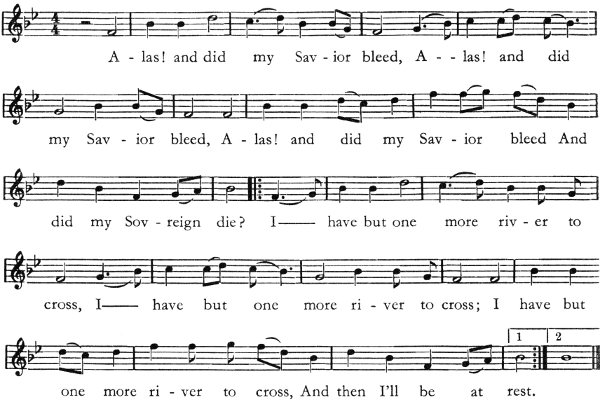 A - las! and did my Sav - ior bleed, A - - las! and did
my Sav - ior bleed, A - las! and did my Sav - ior bleed And
did my Sov - reign die? I—— have but one more riv - er to
cross, I—— have but one more ri - ver to cross; I have but
1 2
one more ri - ver to cross, And then I'll be at rest.